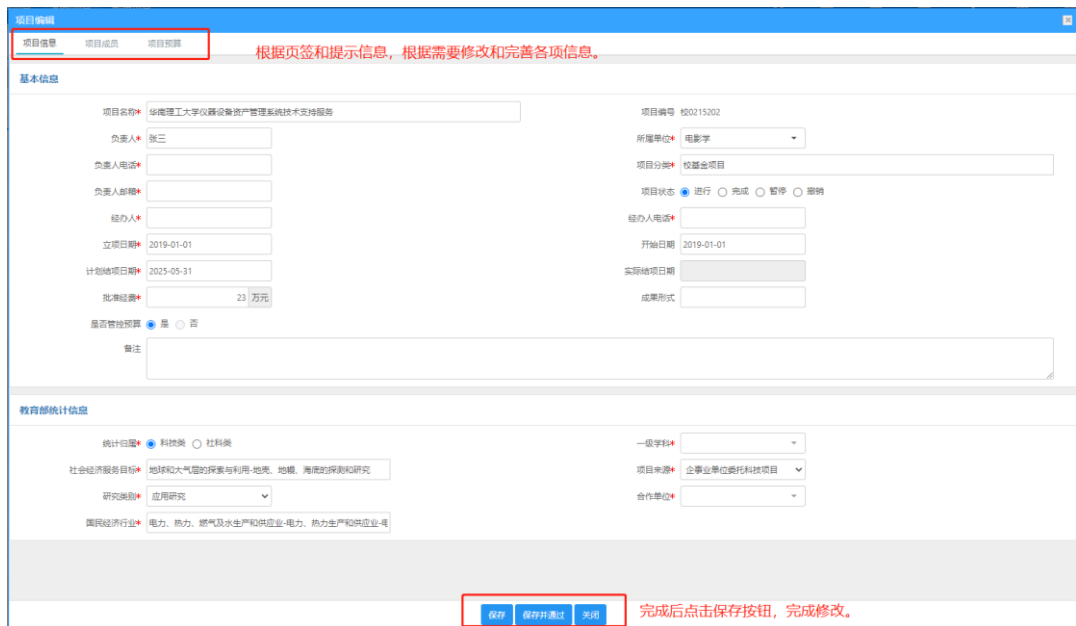 项目编辑
项目信息 项目成员 项目预算
根据页签和提示信息，根据需要修改和完善各项信息。
基本信息
项目名称* 华南理工大学仪器设备资产管理系统技术支持服务 项目编号 校0215202
负责人* 张三 所属单位* 电影学
负责人电话* 项目分类* 校基金项目
负责人邮箱* 项目状态 进行 完成 暂停 撤销
经办人* 经办人电话*
立项日期* 2019-01-01 开始日期 2019-01-01
计划结项日期* 2025-05-31 实际结项日期
批准经费* 23 万元 成果形式
是否管控预算 是 否
备注
教育部统计信息
统计归属* 科技类 社科类 一级学科*
社会经济服务目标* 地球和大气层的探索与利用-地壳、地幔、海底的探测和研究 项目来源* 企事业单位委托科技项目
研究类别* 应用研究 合作单位*
国民经济行业* 电力、热力、燃气及水生产和供应业-电力、热力生产和供应业-电
保存 保存并通过 关闭 完成后点击保存按钮，完成修改。